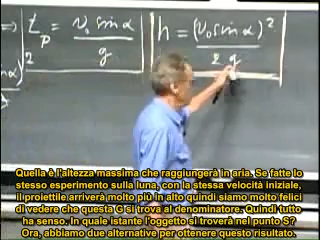 => t_p = v₀ sin α / g
h = (v₀ sin α)² / 2 g
Quella è l'altezza massima che raggiungerà in aria. Se fatte lo
stesso esperimento sulla luna, con la stessa velocità iniziale,
il proiettile arriverà molto più in alto quindi siamo molto felici
di vedere che questa G si trova al denominatore. Quindi tutto
ha senso. In quale istante l'oggetto si troverà nel punto S?
Ora, abbiamo due alternative per ottenere questo risultato.